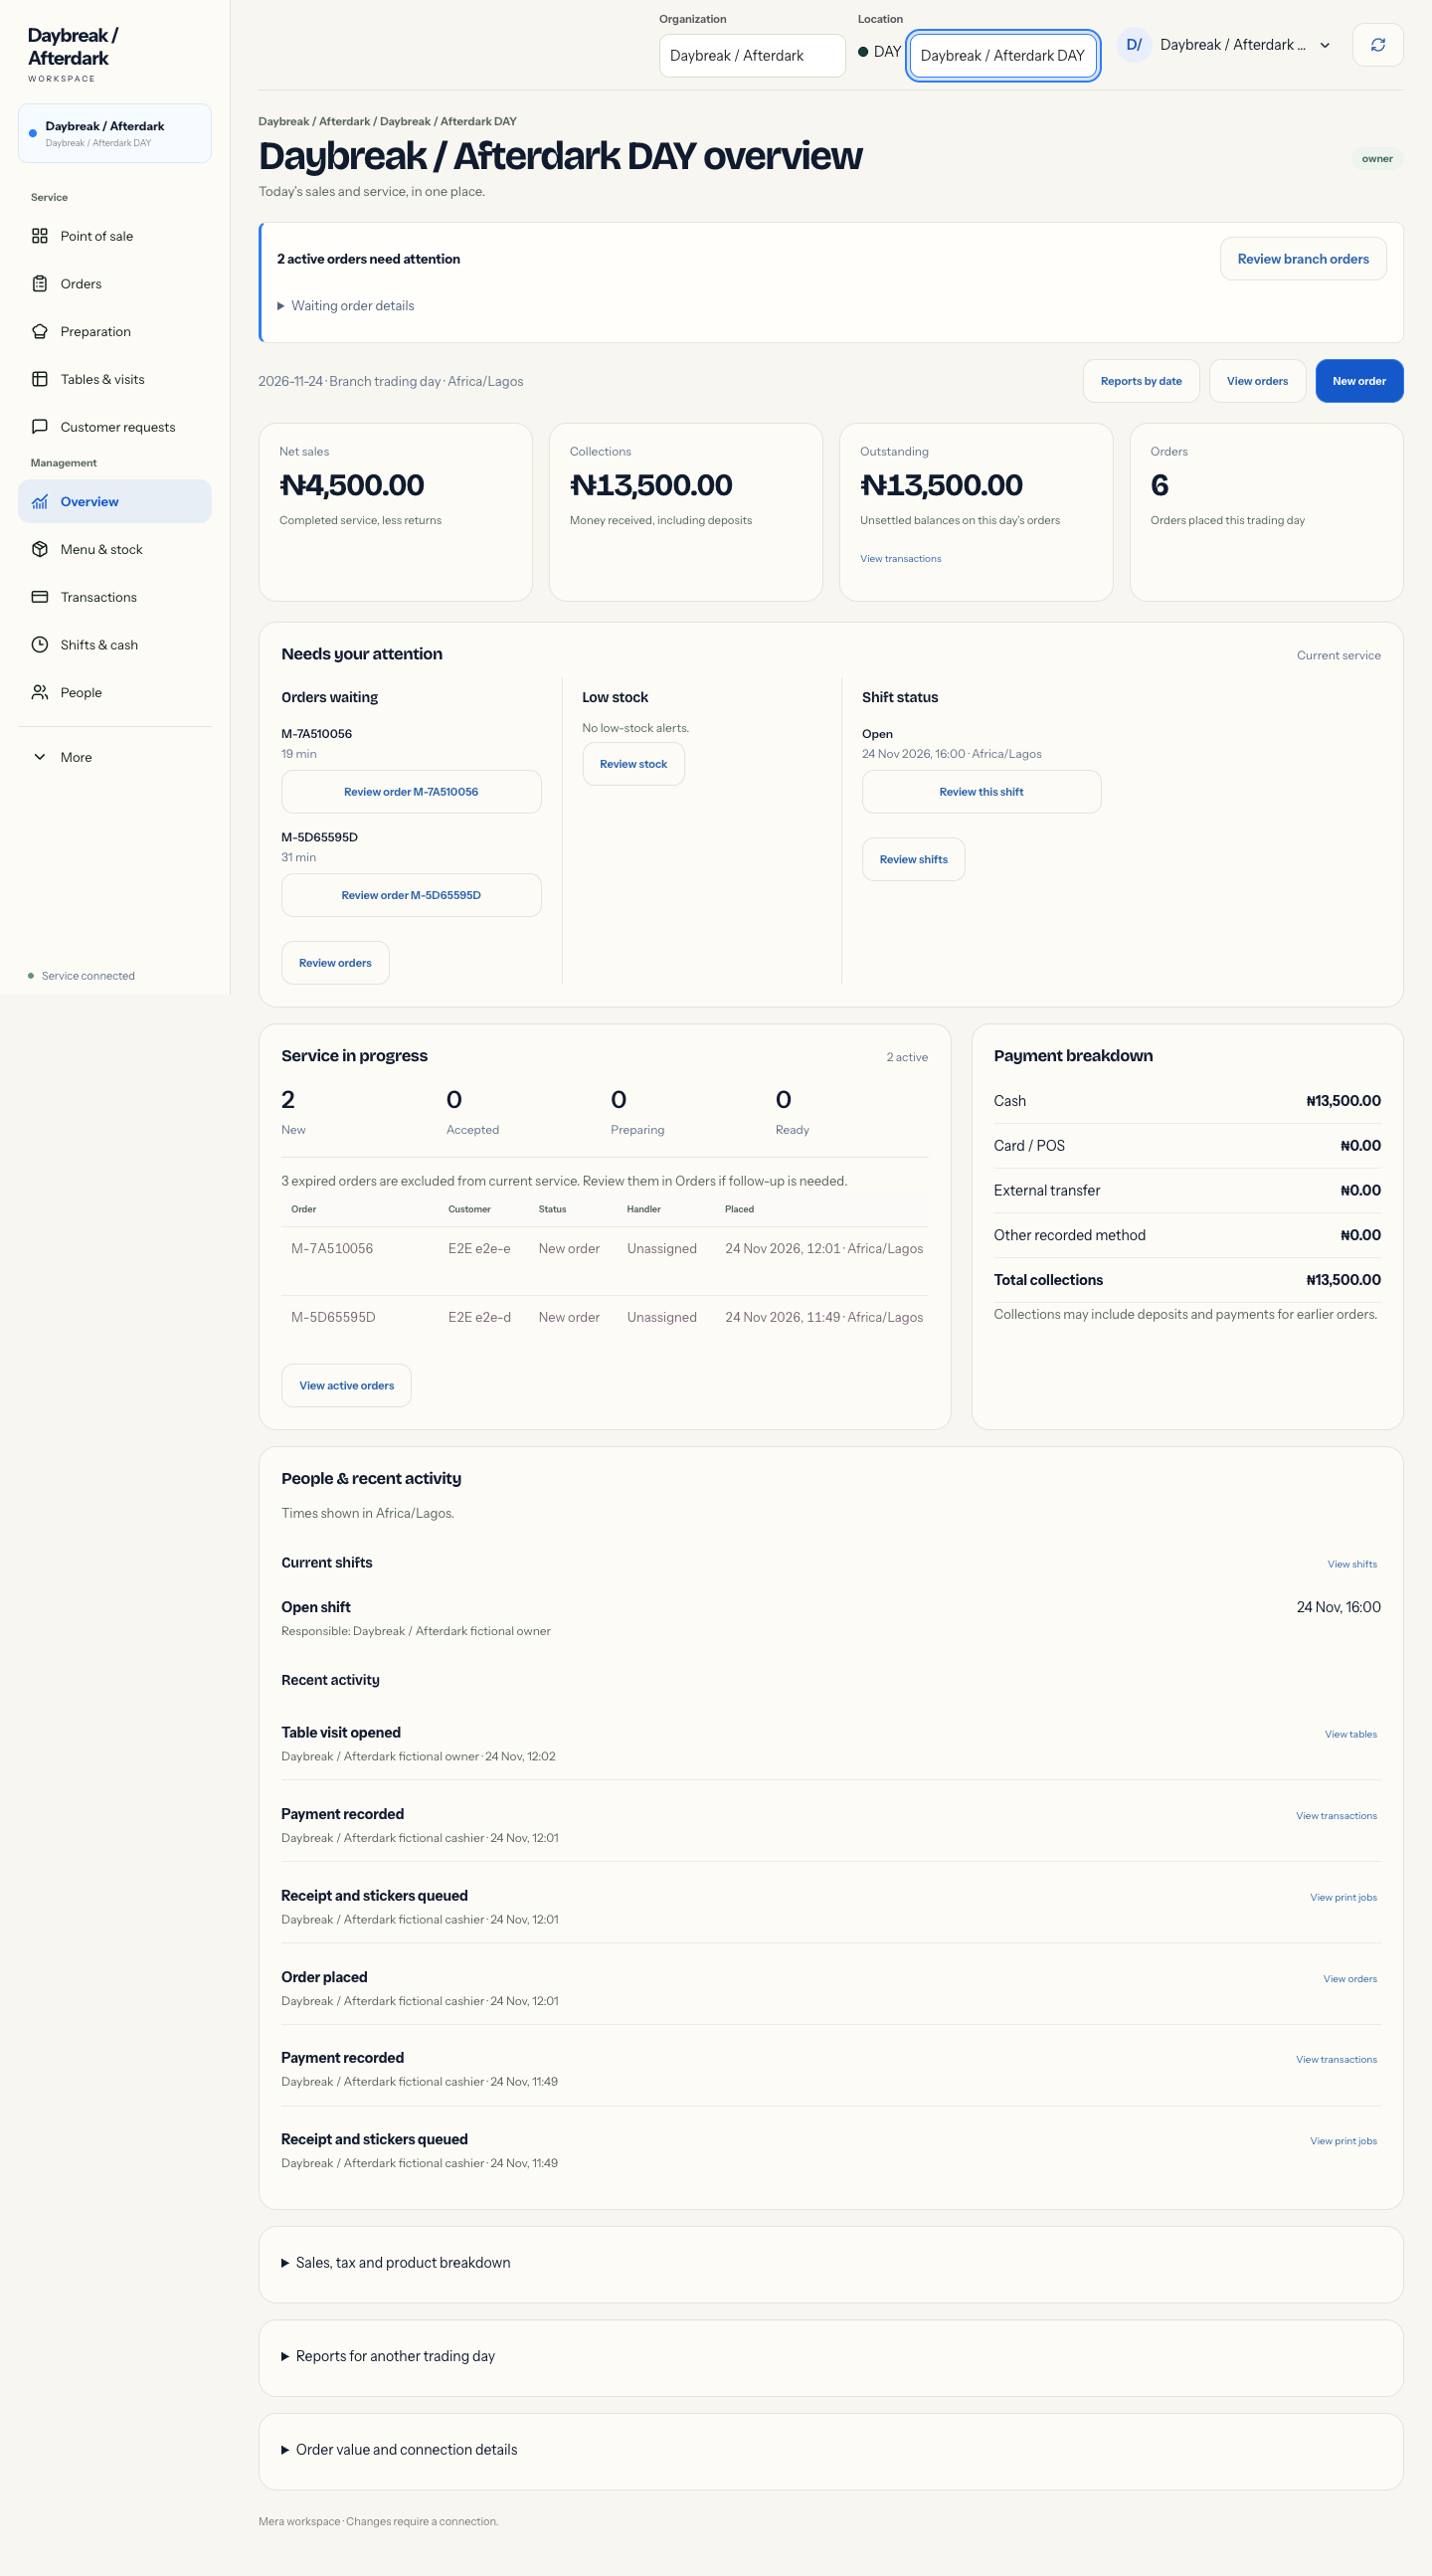 Daybreak /
Afterdark
WORKSPACE
Daybreak / Afterdark
Daybreak / Afterdark DAY
Service
Point of sale
Orders
Preparation
Tables & visits
Customer requests
Management
Overview
Menu & stock
Transactions
Shifts & cash
People
More
Service connected
Organization
Daybreak / Afterdark
Location
DAY
Daybreak / Afterdark DAY
D/
Daybreak / Afterdark ...
Daybreak / Afterdark / Daybreak / Afterdark DAY
Daybreak / Afterdark DAY overview
owner
Today's sales and service, in one place.
2 active orders need attention
Review branch orders
Waiting order details
2026-11-24 · Branch trading day · Africa/Lagos
Reports by date
View orders
New order
Net sales
₦4,500.00
Completed service, less returns
Collections
₦13,500.00
Money received, including deposits
Outstanding
₦13,500.00
Unsettled balances on this day's orders
View transactions
Orders
6
Orders placed this trading day
Needs your attention
Current service
Orders waiting
M-7A510056
19 min
Review order M-7A510056
M-5D65595D
31 min
Review order M-5D65595D
Review orders
Low stock
No low-stock alerts.
Review stock
Shift status
Open
24 Nov 2026, 16:00 · Africa/Lagos
Review this shift
Review shifts
Service in progress
2 active
2
New
0
Accepted
0
Preparing
0
Ready
3 expired orders are excluded from current service. Review them in Orders if follow-up is needed.
Order Customer Status Handler Placed
M-7A510056 E2E e2e-e New order Unassigned 24 Nov 2026, 12:01 · Africa/Lagos
M-5D65595D E2E e2e-d New order Unassigned 24 Nov 2026, 11:49 · Africa/Lagos
View active orders
Payment breakdown
Cash ₦13,500.00
Card / POS ₦0.00
External transfer ₦0.00
Other recorded method ₦0.00
Total collections ₦13,500.00
Collections may include deposits and payments for earlier orders.
People & recent activity
Times shown in Africa/Lagos.
Current shifts
View shifts
Open shift
24 Nov, 16:00
Responsible: Daybreak / Afterdark fictional owner
Recent activity
Table visit opened
View tables
Daybreak / Afterdark fictional owner · 24 Nov, 12:02
Payment recorded
View transactions
Daybreak / Afterdark fictional cashier · 24 Nov, 12:01
Receipt and stickers queued
View print jobs
Daybreak / Afterdark fictional cashier · 24 Nov, 12:01
Order placed
View orders
Daybreak / Afterdark fictional cashier · 24 Nov, 12:01
Payment recorded
View transactions
Daybreak / Afterdark fictional cashier · 24 Nov, 11:49
Receipt and stickers queued
View print jobs
Daybreak / Afterdark fictional cashier · 24 Nov, 11:49
Sales, tax and product breakdown
Reports for another trading day
Order value and connection details
Mera workspace · Changes require a connection.